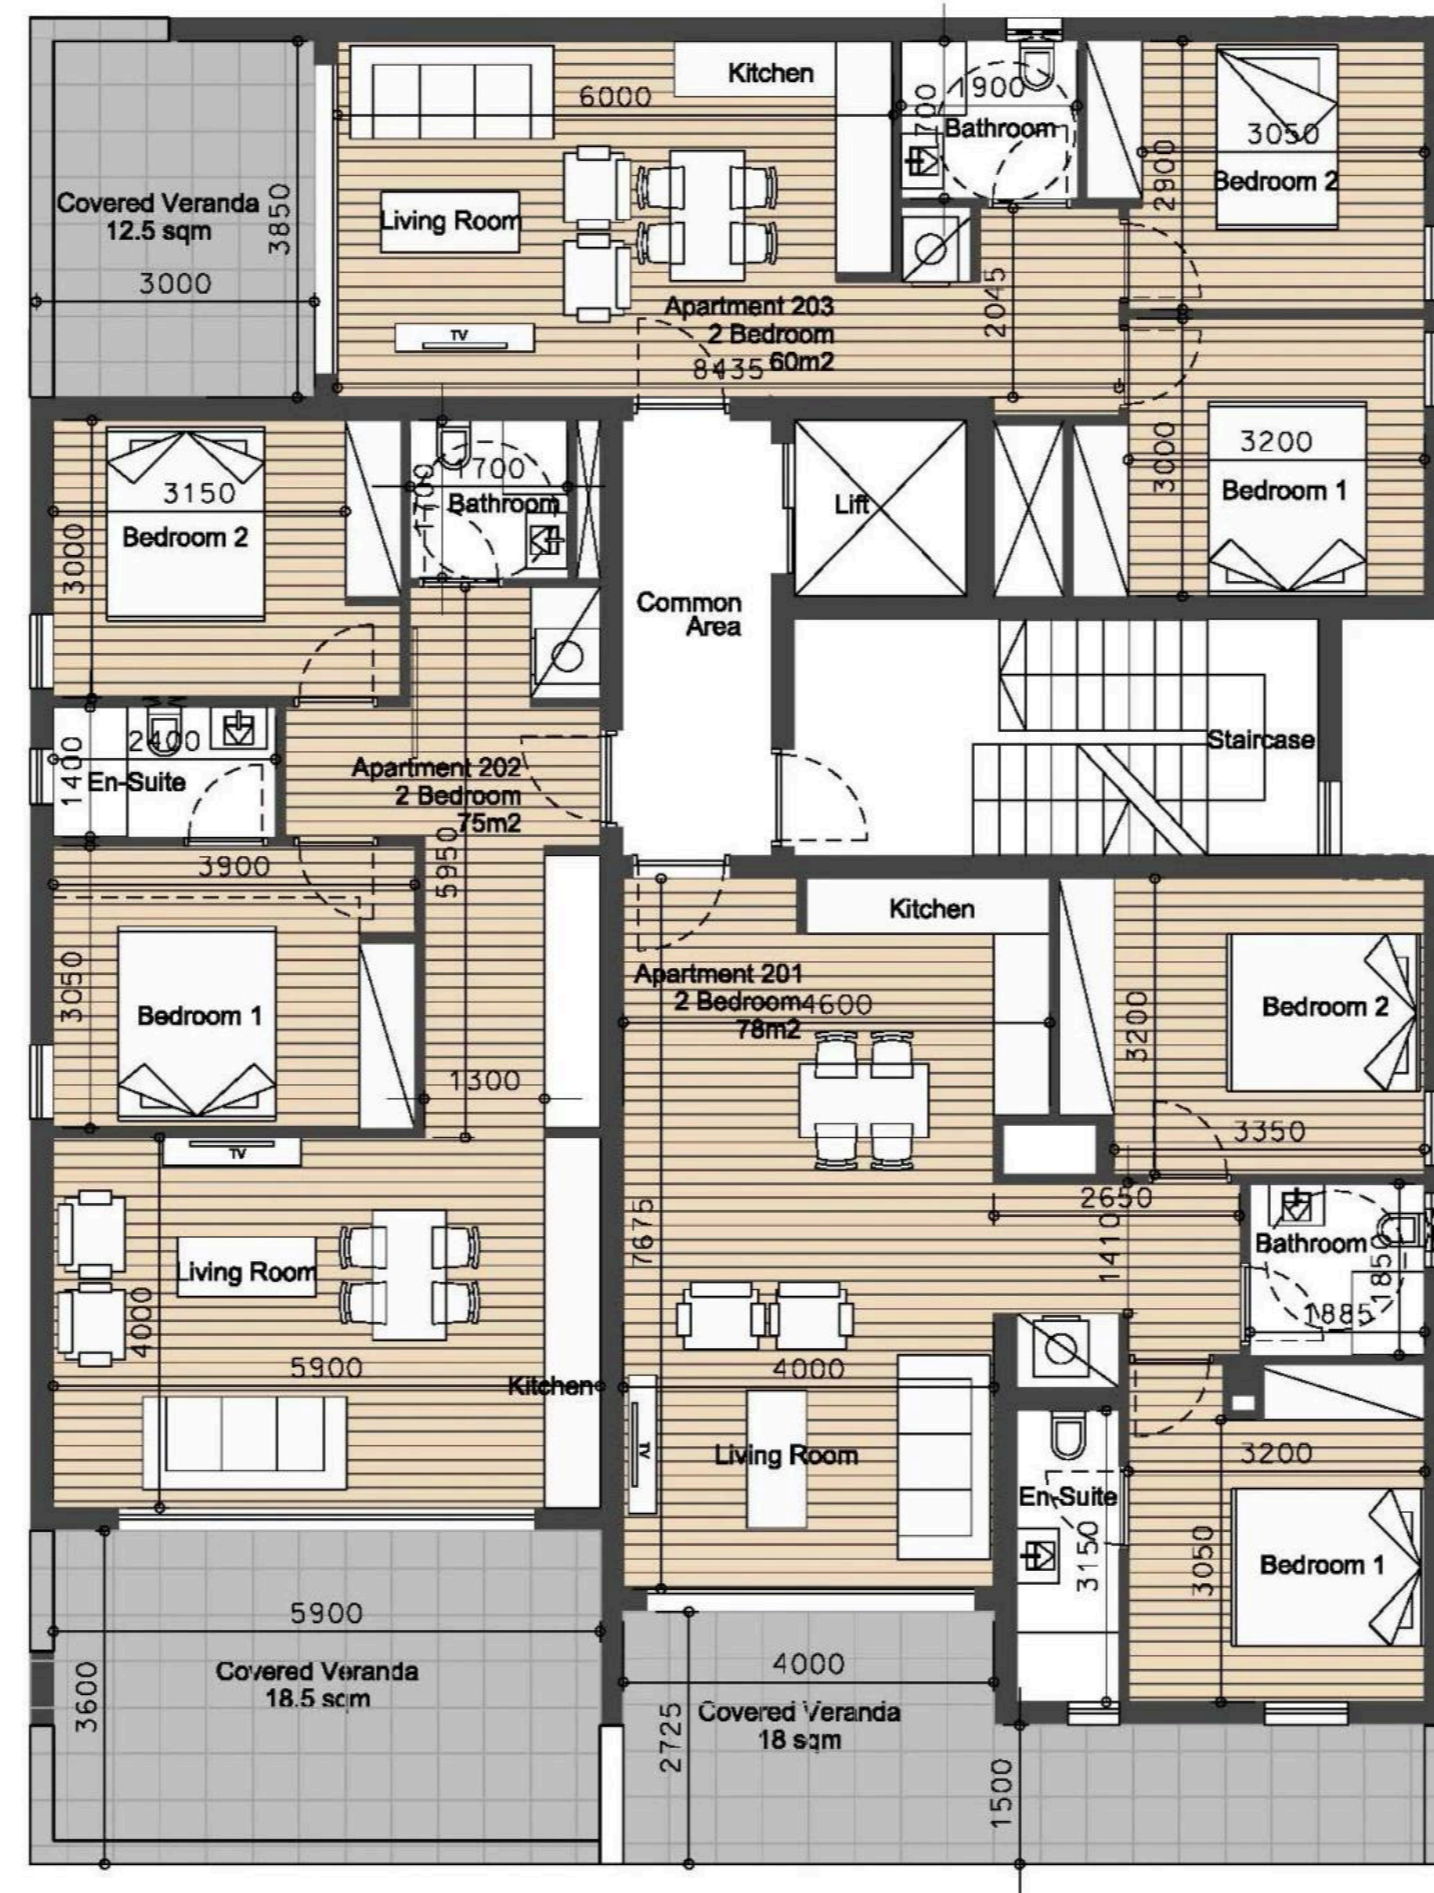 Kitchen
6000
700
1900
Bathroom
3050
2900
Bedroom 2
Covered Veranda
12.5 sqm
3850
3000
Living Room
TV
Apartment 203
2 Bedroom
60m2
8435
2045
3000
3200
Bedroom 1
3150
Bedroom 2
3000
1700
1700
Bathroom
Lift
Common
Area
Staircase
2400
1400
En-Suite
Apartment 202
2 Bedroom
75m2
5950
3900
3050
Bedroom 1
1300
Kitchen
Apartment 201
2 Bedroom
78m2
4600
3200
Bedroom 2
3350
TV
Living Room
4000
5900
Kitchen
7675
2650
1410
Bathroom
1850
1885
4000
TV
Living Room
En-Suite
3150
3200
3050
Bedroom 1
5900
Covered Veranda
18.5 sqm
3600
4000
Covered Veranda
18 sqm
2725
1500